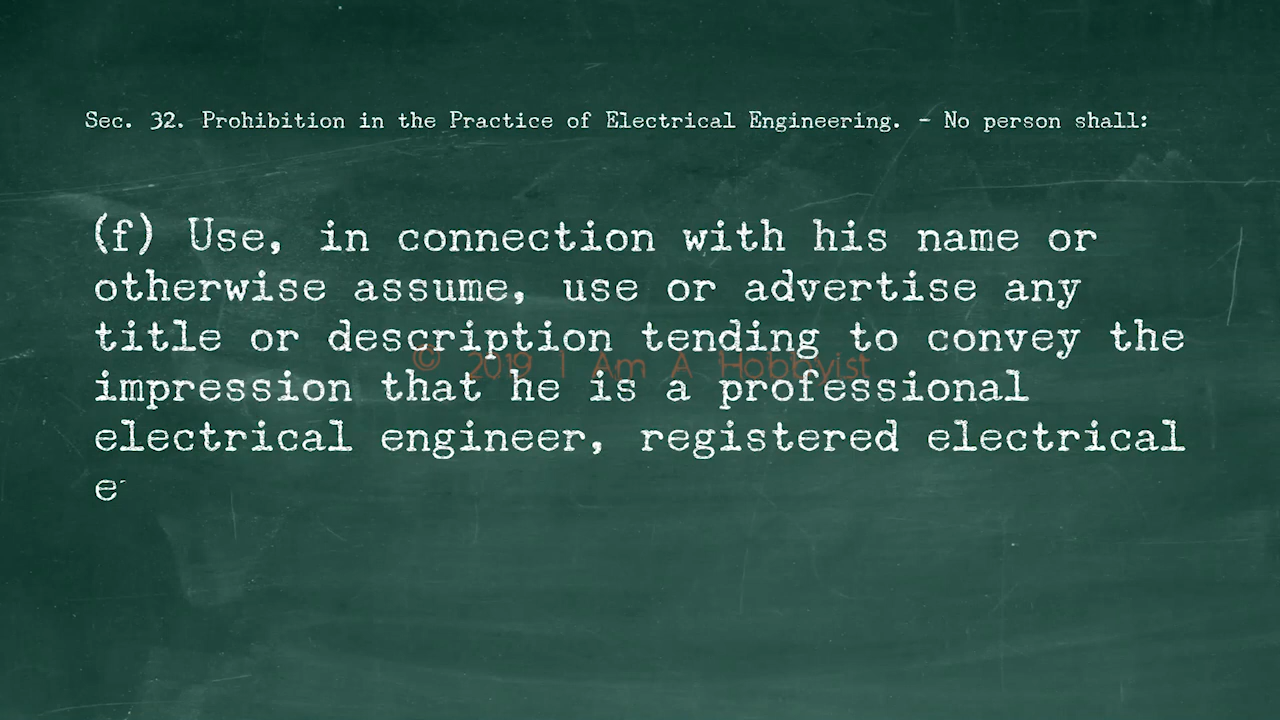 Sec. 32. Prohibition in the Practice of Electrical Engineering. - No person shall:
(f) Use, in connection with his name or
otherwise assume, use or advertise any
title or description tending to convey the
© 2019 I Am A Hobbyist
impression that he is a professional
electrical engineer, registered electrical
e